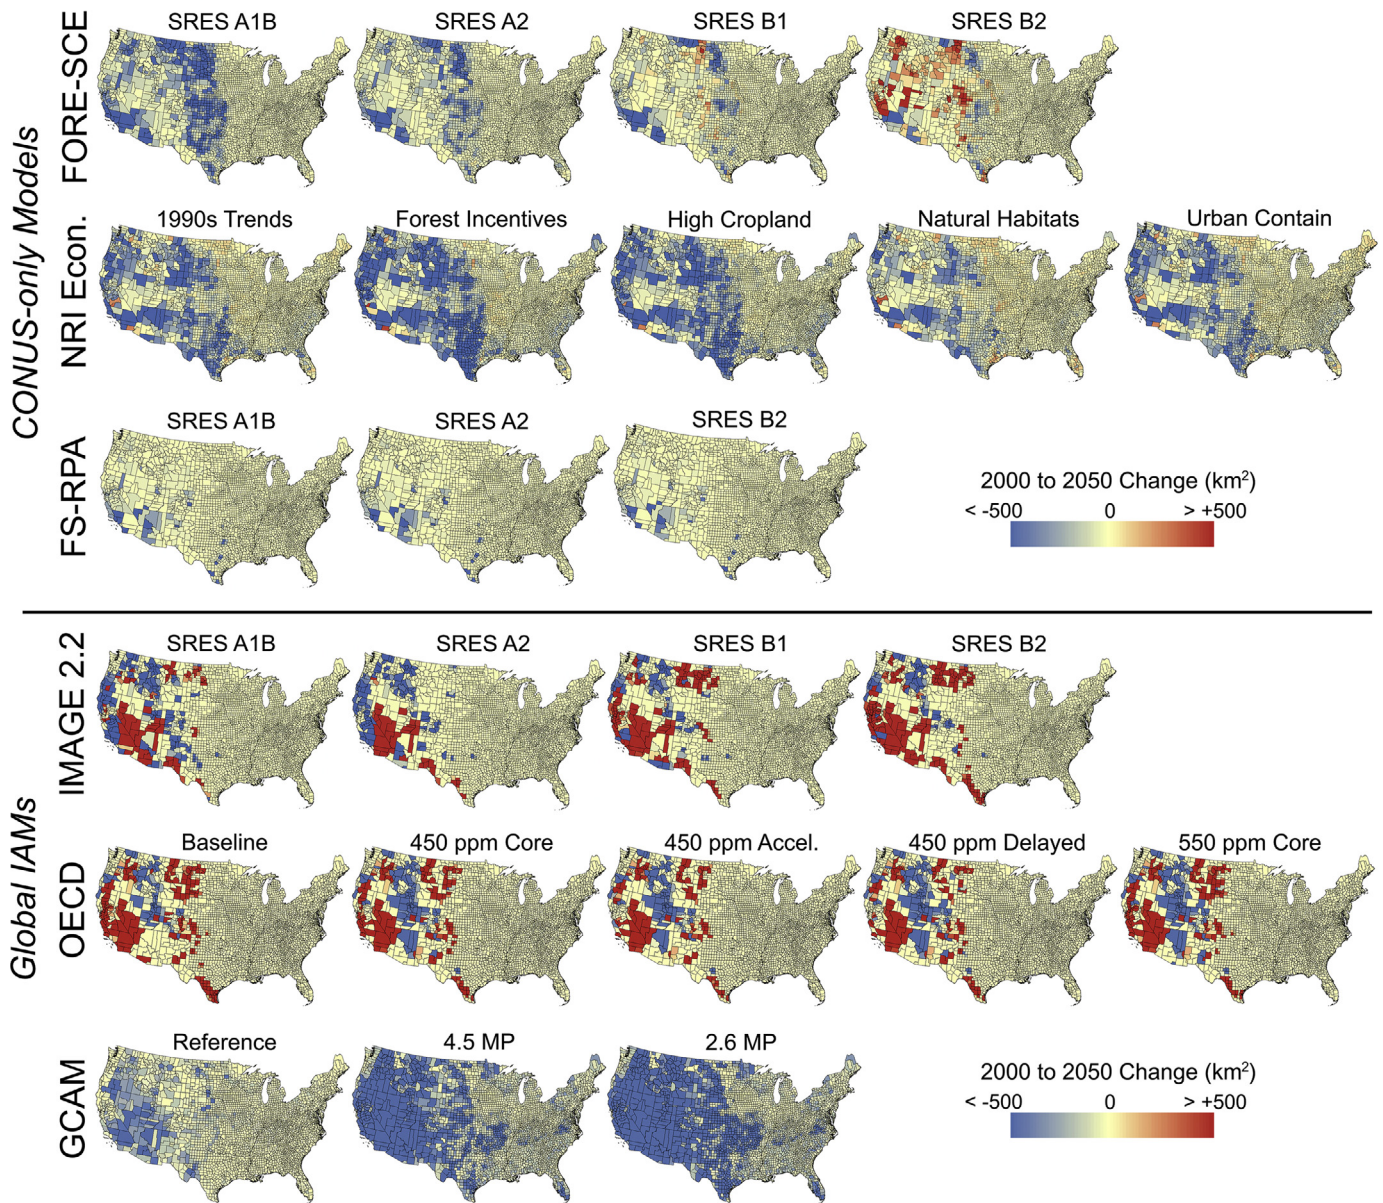 CONUS-only Models
FORE-SCE
SRES A1B
SRES A2
SRES B1
SRES B2
NRI Econ.
1990s Trends
Forest Incentives
High Cropland
Natural Habitats
Urban Contain
FS-RPA
SRES A1B
SRES A2
SRES B2
2000 to 2050 Change (km²)
< -500 0 > +500
Global IAMs
IMAGE 2.2
SRES A1B
SRES A2
SRES B1
SRES B2
OECD
Baseline
450 ppm Core
450 ppm Accel.
450 ppm Delayed
550 ppm Core
GCAM
Reference
4.5 MP
2.6 MP
2000 to 2050 Change (km²)
< -500 0 > +500